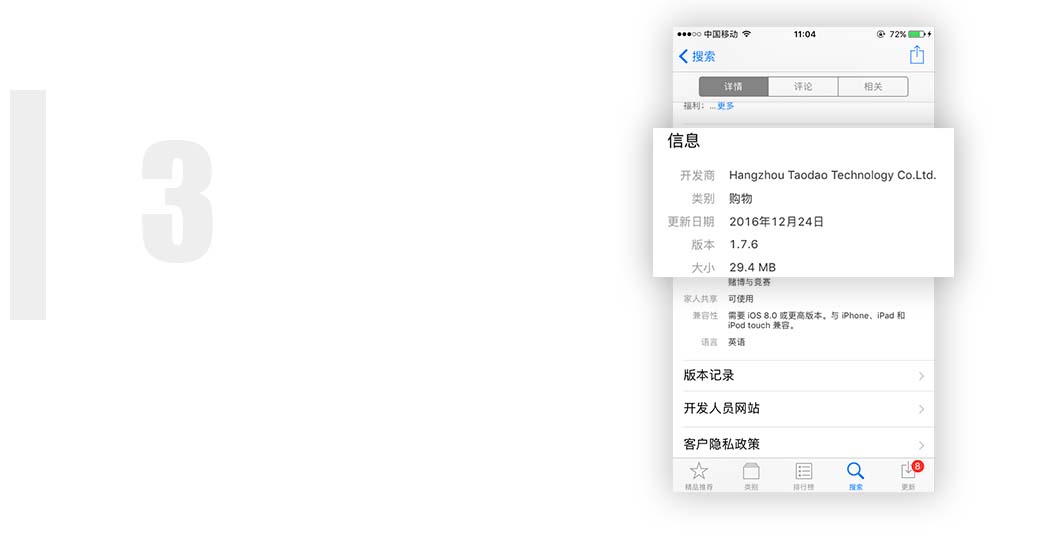 3
中国移动
11:04
72%
搜索
详情
评论
相关
福利：...更多
信息
开发商 Hangzhou Taodao Technology Co.Ltd.
类别 购物
更新日期 2016年12月24日
版本 1.7.6
大小 29.4 MB
赌博与竞赛
家人共享 可使用
兼容性 需要 iOS 8.0 或更高版本。与 iPhone、iPad 和
iPod touch 兼容。
语言 英语
版本记录
开发人员网站
客户隐私政策
8
精品推荐
类别
排行榜
搜索
更新